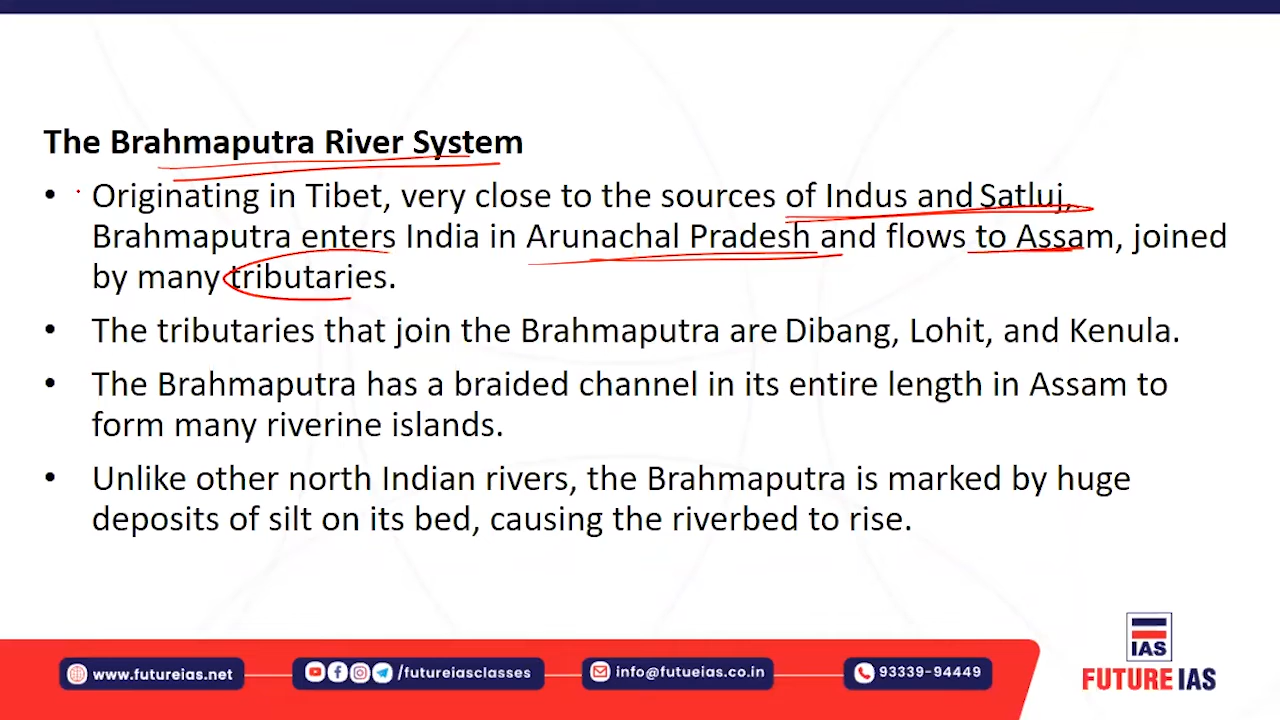 The Brahmaputra River System
• Originating in Tibet, very close to the sources of Indus and Satluj,
Brahmaputra enters India in Arunachal Pradesh and flows to Assam, joined
by many tributaries.
• The tributaries that join the Brahmaputra are Dibang, Lohit, and Kenula.
• The Brahmaputra has a braided channel in its entire length in Assam to
form many riverine islands.
• Unlike other north Indian rivers, the Brahmaputra is marked by huge
deposits of silt on its bed, causing the riverbed to rise.
IAS
www.futureias.net
/futureiasclasses
info@futueias.co.in
93339-94449
FUTURE IAS